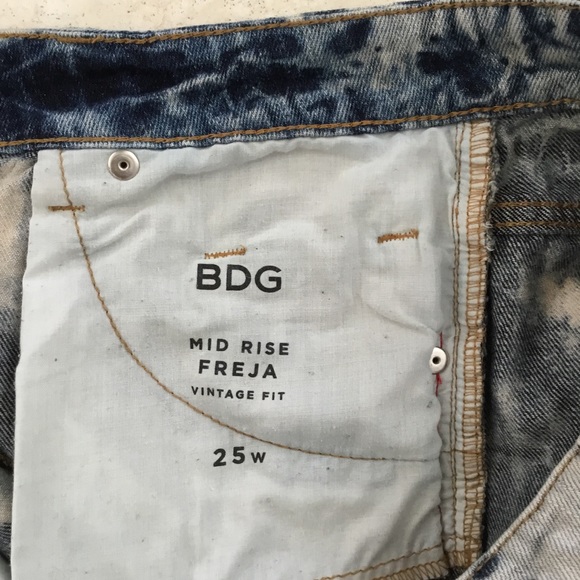 BDG
MID RISE
FREJA
VINTAGE FIT
25W